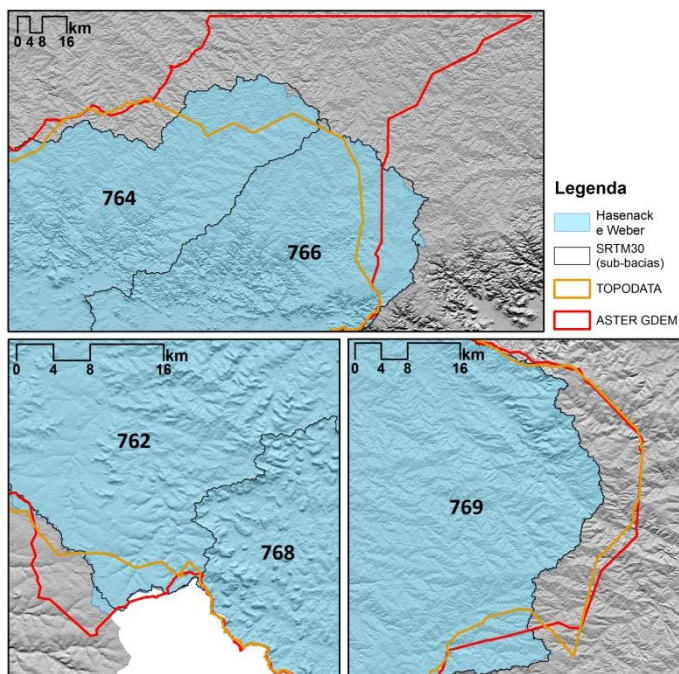 km
0 4 8 16
764
766
Legenda
Hasenack
e Weber
SRTM30
(sub-bacias)
TOPODATA
ASTER GDEM
km
0 4 8 16
762
768
km
0 4 8 16
769